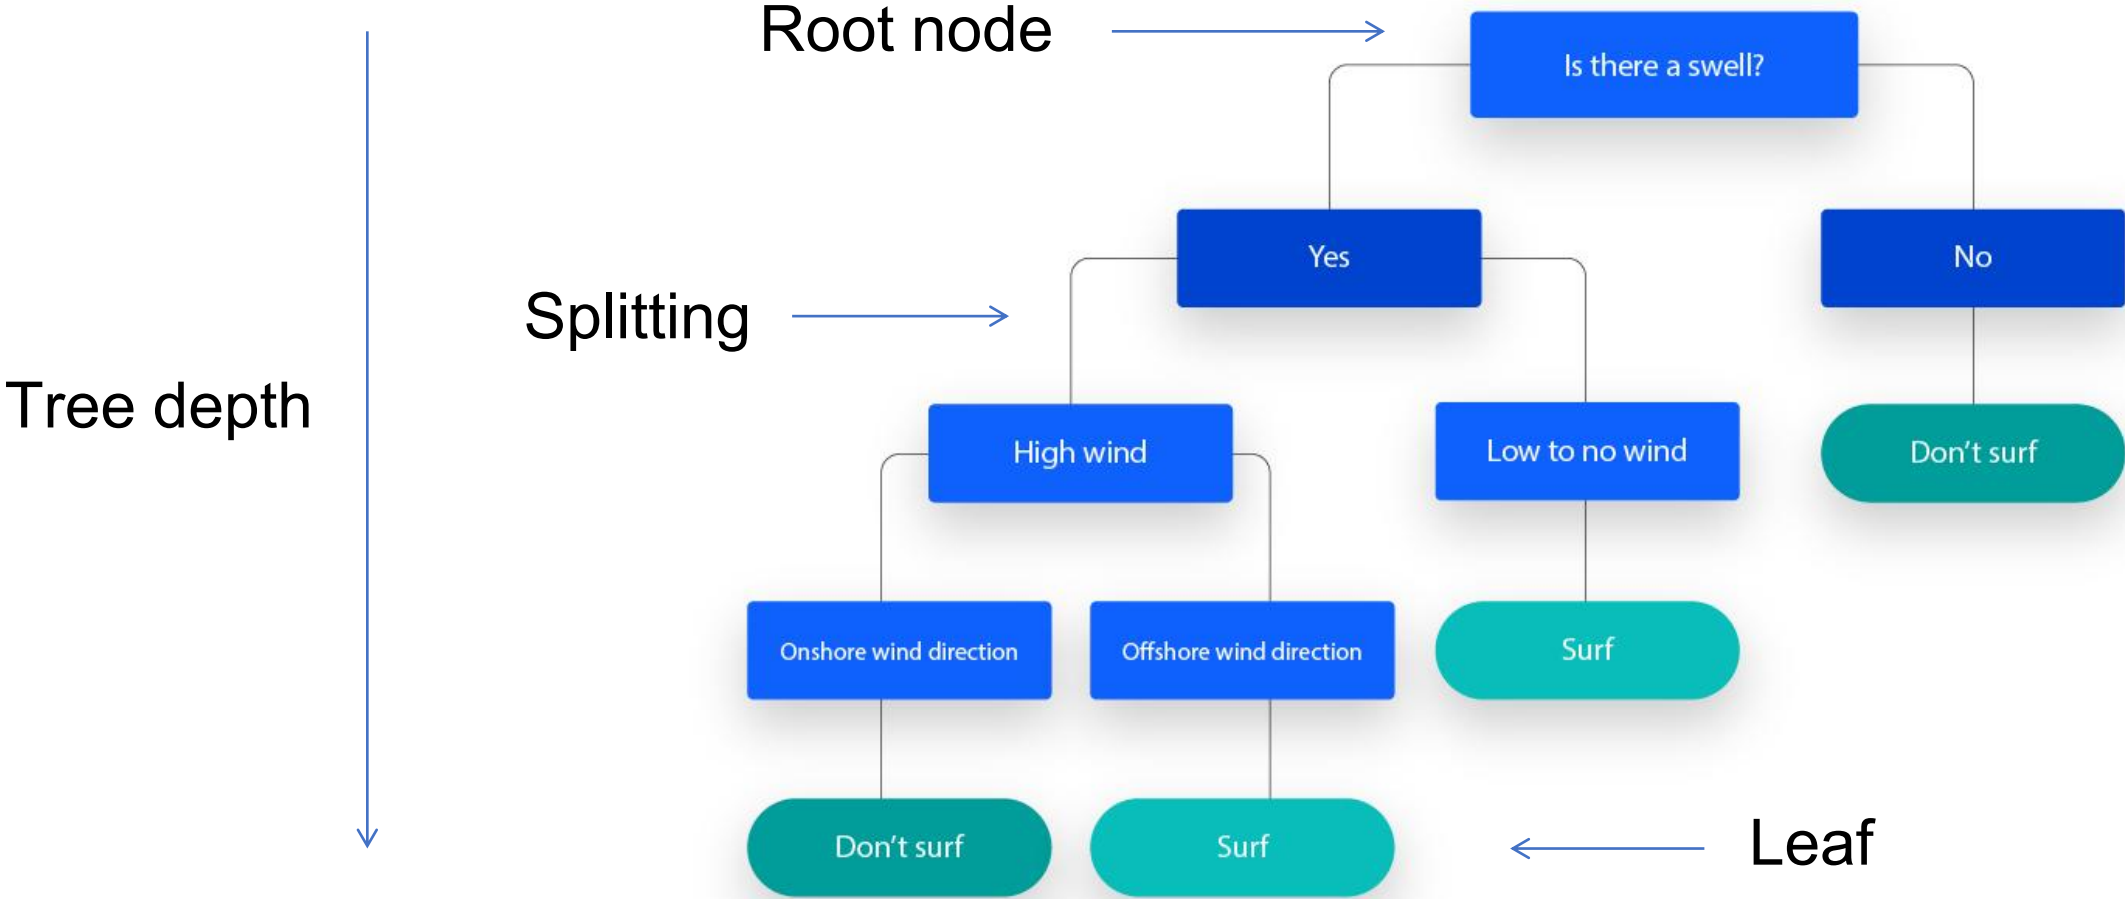 Root node
Is there a swell?
Yes
No
Splitting
Tree depth
High wind
Low to no wind
Don't surf
Onshore wind direction
Offshore wind direction
Surf
Don't surf
Surf
Leaf